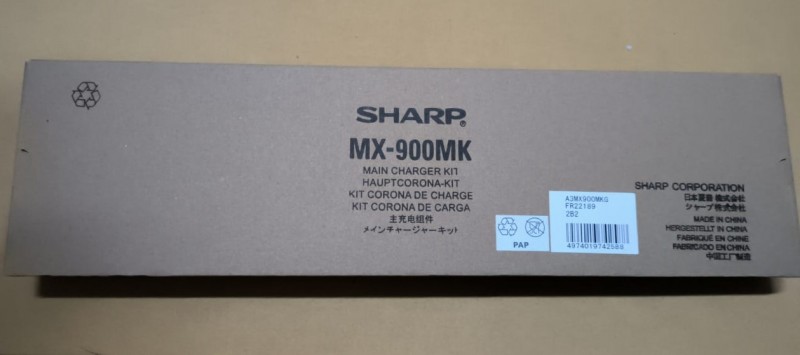 SHARP®
MX-900MK
MAIN CHARGER KIT
HAUPTCORONA-KIT
KIT CORONA DE CHARGE
KIT CORONA DE CARGA
主充电组件
メインチャージャーキット
PAP
A3MX900MKG
FR22189
2B2
4974019742588
SHARP CORPORATION
日本夏普 株式会社
シャープ株式会社
MADE IN CHINA
HERGESTELLT IN CHINA
FABRIQUÉ EN CHINE
FABRICADO EN CHINA
中国工厂制造